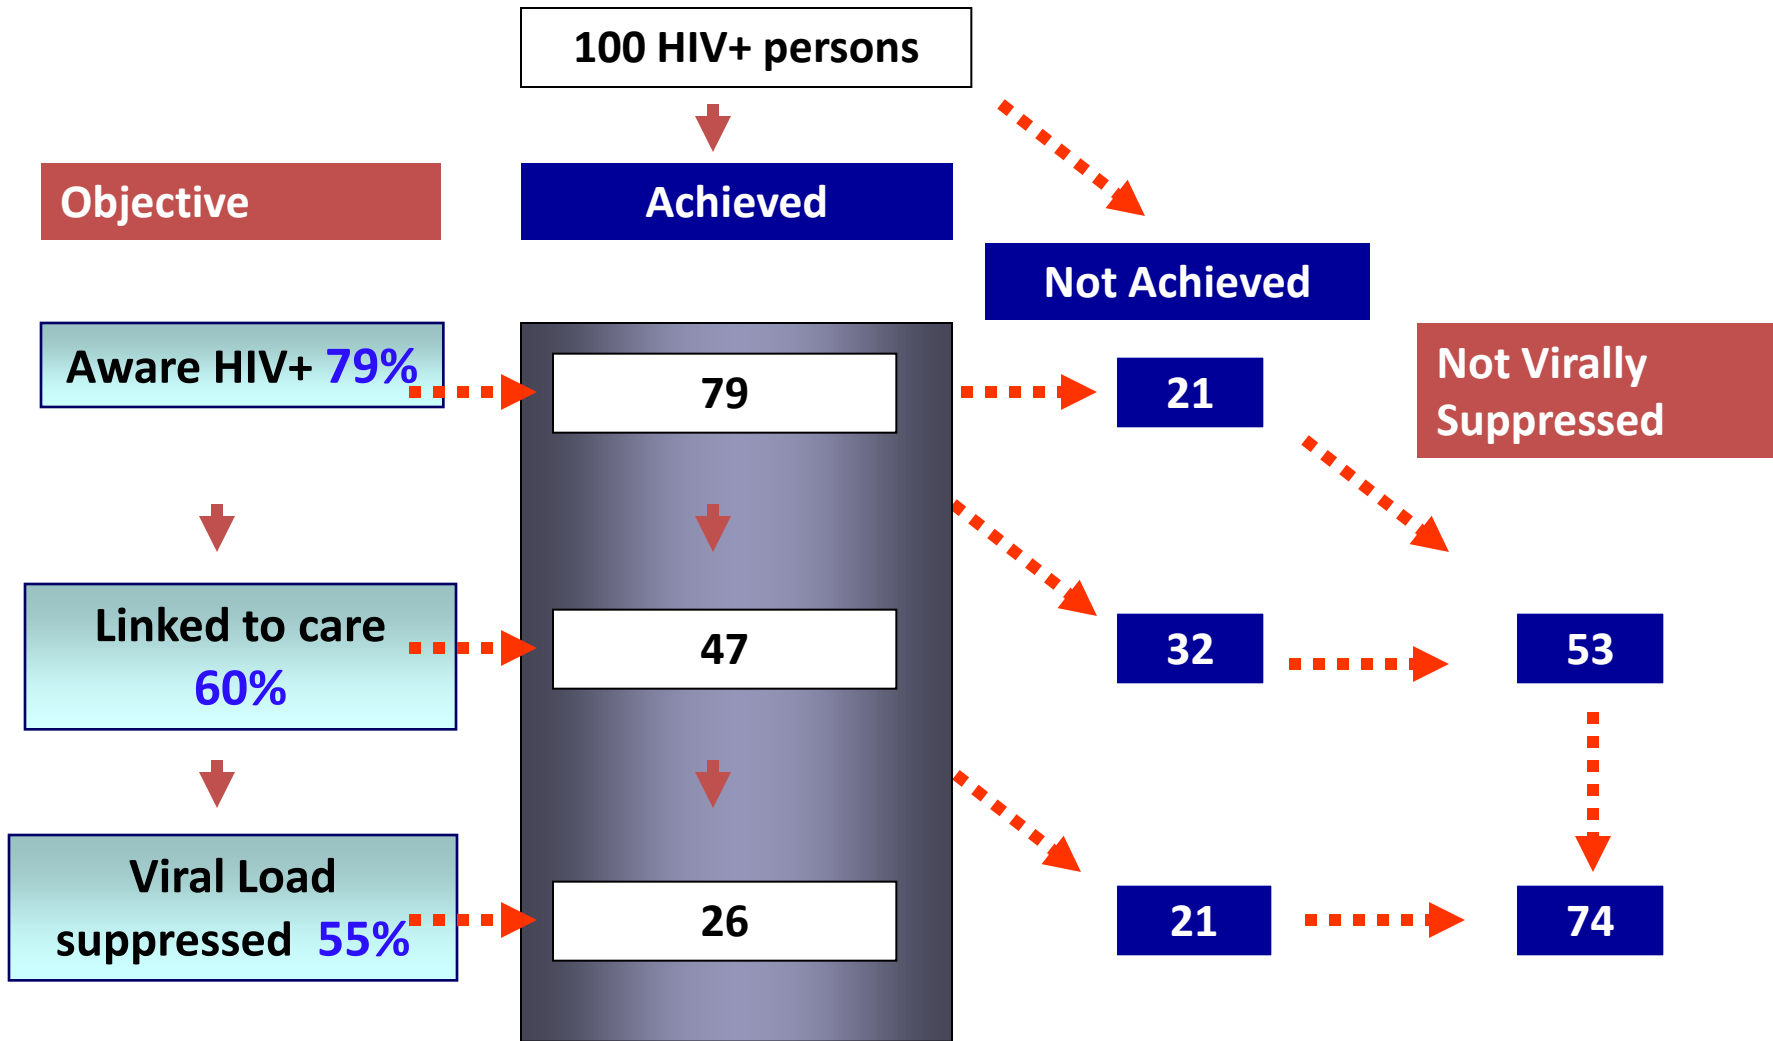 100 HIV+ persons
Objective
Achieved
Not Achieved
Aware HIV+ 79%
79
21
Not Virally
Suppressed
Linked to care
60%
47
32
53
Viral Load
suppressed 55%
26
21
74